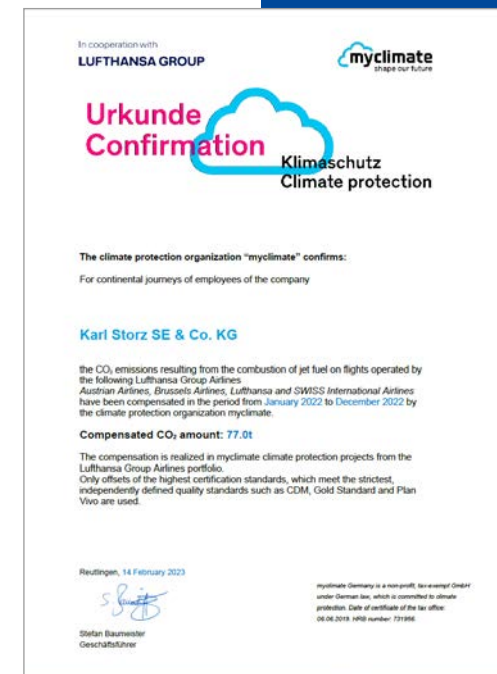 In cooperation with
LUFTHANSA GROUP
myclimate
shape our future
Urkunde
Confirmation
Klimaschutz
Climate protection
The climate protection organization “myclimate” confirms:
For continental journeys of employees of the company
Karl Storz SE & Co. KG
the CO₂ emissions resulting from the combustion of jet fuel on flights operated by
the following Lufthansa Group Airlines
Austrian Airlines, Brussels Airlines, Lufthansa and SWISS International Airlines
have been compensated in the period from January 2022 to December 2022 by
the climate protection organization myclimate.
Compensated CO₂ amount: 77.0t
The compensation is realized in myclimate climate protection projects from the
Lufthansa Group Airlines portfolio.
Only offsets of the highest certification standards, which meet the strictest,
independently defined quality standards such as CDM, Gold Standard and Plan
Vivo are used.
Reutlingen, 14 February 2023
Stefan Baumeister
Geschäftsführer
myclimate Germany is a non-profit, tax-exempt GmbH
under German law, which is committed to climate
protection. Date of certificate of the tax office:
06.06.2019. HRB number: 731956.